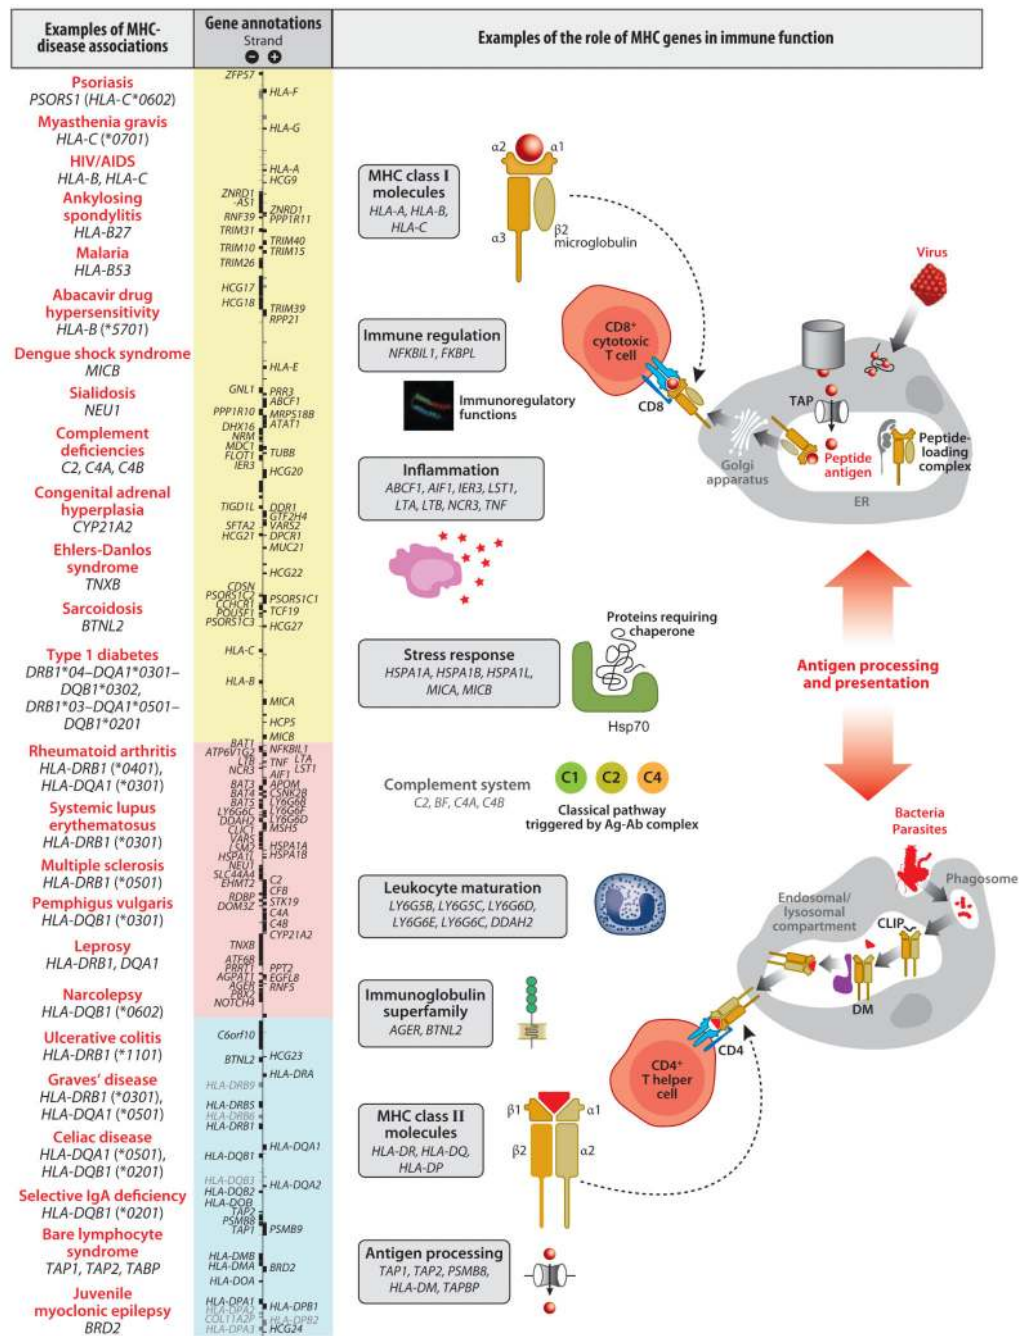 Examples of MHC-
disease associations
Gene annotations
Strand
− +
Examples of the role of MHC genes in immune function
Psoriasis
PSORS1 (HLA-C*0602)
Myasthenia gravis
HLA-C (*0701)
HIV/AIDS
HLA-B, HLA-C
Ankylosing
spondylitis
HLA-B27
Malaria
HLA-B53
Abacavir drug
hypersensitivity
HLA-B (*5701)
Dengue shock syndrome
MICB
Sialidosis
NEU1
Complement
deficiencies
C2, C4A, C4B
Congenital adrenal
hyperplasia
CYP21A2
Ehlers-Danlos
syndrome
TNXB
Sarcoidosis
BTNL2
Type 1 diabetes
DRB1*04–DQA1*0301–
DQB1*0302,
DRB1*03–DQA1*0501–
DQB1*0201
Rheumatoid arthritis
HLA-DRB1 (*0401),
HLA-DQA1 (*0301)
Systemic lupus
erythematosus
HLA-DRB1 (*0301)
Multiple sclerosis
HLA-DRB1 (*0501)
Pemphigus vulgaris
HLA-DQB1 (*0301)
Leprosy
HLA-DRB1, DQA1
Narcolepsy
HLA-DQB1 (*0602)
Ulcerative colitis
HLA-DRB1 (*1101)
Graves' disease
HLA-DRB1 (*0301),
HLA-DQA1 (*0501)
Celiac disease
HLA-DQA1 (*0501),
HLA-DQB1 (*0201)
Selective IgA deficiency
HLA-DQB1 (*0201)
Bare lymphocyte
syndrome
TAP1, TAP2, TABP
Juvenile
myoclonic epilepsy
BRD2
ZFP57
HLA-F
HLA-G
HLA-A
HCG9
ZNRD1
-AS1
ZNRD1
RNF39
PPP1R11
TRIM31
TRIM40
TRIM10
TRIM15
TRIM26
HCG17
HCG18
TRIM39
RPP21
HLA-E
GNL1
PRR3
ABCF1
PPP1R10
MRPS18B
DHX16
ATAT1
NRM
MDC1
FLOT1
TUBB
IER3
HCG20
TIGD1L
DDR1
GTF2H4
SFTA2
VARS2
HCG21
DPCR1
MUC21
HCG22
CDSN
PSORS1C2
PSORS1C1
CCHCR1
POU5F1
TCF19
PSORS1C3
HCG27
HLA-C
HLA-B
MICA
HCP5
MICB
BAT1
NFKBIL1
ATP6V1G2
LTB
TNF
LTA
NCR3
LST1
AIF1
BAT3
APOM
BAT4
CSNK2B
BAT5
LY6G6B
LY6G6C
LY6G6F
DDAH2
LY6G6D
CLIC1
MSH5
VARS
LSM2
HSPA1A
HSPA1L
HSPA1B
NEU1
SLC44A4
C2
EHMT2
CFB
RDBP
STK19
DOM3Z
C4A
C4B
CYP21A2
TNXB
ATF6B
PRRT1
PPT2
AGPAT1
EGFL8
AGER
RNF5
PBX2
NOTCH4
C6orf10
BTNL2
HCG23
HLA-DRA
HLA-DRB9
HLA-DRB5
HLA-DRB6
HLA-DRB1
HLA-DQA1
HLA-DQB1
HLA-DQB3
HLA-DQA2
HLA-DQB2
HLA-DOB
TAP2
PSMB8
TAP1
PSMB9
HLA-DMB
HLA-DMA
BRD2
HLA-DOA
HLA-DPA1
HLA-DPB1
HLA-DPA2
COL11A2P
HLA-DPB2
HLA-DPA3
HCG24
MHC class I
molecules
HLA-A, HLA-B,
HLA-C
α2
α1
α3
β2
microglobulin
Immune regulation
NFKBIL1, FKBPL
Immunoregulatory
functions
Inflammation
ABCF1, AIF1, IER3, LST1,
LTA, LTB, NCR3, TNF
Stress response
HSPA1A, HSPA1B, HSPA1L,
MICA, MICB
Proteins requiring
chaperone
Hsp70
Complement system
C2, BF, C4A, C4B
C1
C2
C4
Classical pathway
triggered by Ag-Ab complex
Leukocyte maturation
LY6G5B, LY6G5C, LY6G6D,
LY6G6E, LY6G6C, DDAH2
Immunoglobulin
superfamily
AGER, BTNL2
MHC class II
molecules
HLA-DR, HLA-DQ,
HLA-DP
β1
α1
β2
α2
Antigen processing
TAP1, TAP2, PSMB8,
HLA-DM, TAPBP
CD8+
cytotoxic
T cell
CD8
Virus
TAP
Golgi
apparatus
Peptide
antigen
Peptide-
loading
complex
ER
Antigen processing
and presentation
Bacteria
Parasites
Phagosome
Endosomal/
lysosomal
compartment
CLIP
DM
CD4
CD4+
T helper
cell